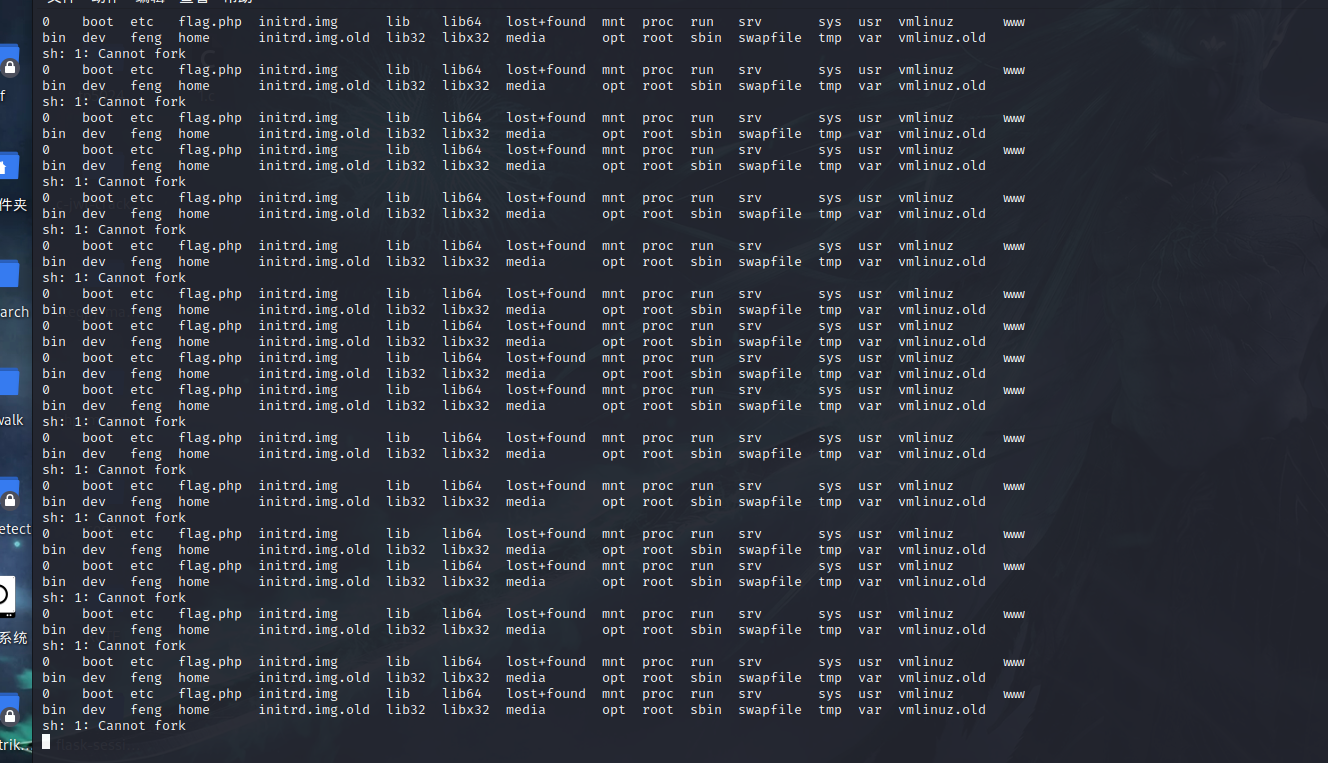 0 boot etc flag.php initrd.img lib lib64 lost+found mnt proc run srv sys usr vmlinuz www
bin dev feng home initrd.img.old lib32 libx32 media opt root sbin swapfile tmp var vmlinuz.old
sh: 1: Cannot fork
0 boot etc flag.php initrd.img lib lib64 lost+found mnt proc run srv sys usr vmlinuz www
bin dev feng home initrd.img.old lib32 libx32 media opt root sbin swapfile tmp var vmlinuz.old
sh: 1: Cannot fork
0 boot etc flag.php initrd.img lib lib64 lost+found mnt proc run srv sys usr vmlinuz www
bin dev feng home initrd.img.old lib32 libx32 media opt root sbin swapfile tmp var vmlinuz.old
0 boot etc flag.php initrd.img lib lib64 lost+found mnt proc run srv sys usr vmlinuz www
bin dev feng home initrd.img.old lib32 libx32 media opt root sbin swapfile tmp var vmlinuz.old
sh: 1: Cannot fork
0 boot etc flag.php initrd.img lib lib64 lost+found mnt proc run srv sys usr vmlinuz www
bin dev feng home initrd.img.old lib32 libx32 media opt root sbin swapfile tmp var vmlinuz.old
sh: 1: Cannot fork
0 boot etc flag.php initrd.img lib lib64 lost+found mnt proc run srv sys usr vmlinuz www
bin dev feng home initrd.img.old lib32 libx32 media opt root sbin swapfile tmp var vmlinuz.old
sh: 1: Cannot fork
0 boot etc flag.php initrd.img lib lib64 lost+found mnt proc run srv sys usr vmlinuz www
bin dev feng home initrd.img.old lib32 libx32 media opt root sbin swapfile tmp var vmlinuz.old
0 boot etc flag.php initrd.img lib lib64 lost+found mnt proc run srv sys usr vmlinuz www
bin dev feng home initrd.img.old lib32 libx32 media opt root sbin swapfile tmp var vmlinuz.old
0 boot etc flag.php initrd.img lib lib64 lost+found mnt proc run srv sys usr vmlinuz www
bin dev feng home initrd.img.old lib32 libx32 media opt root sbin swapfile tmp var vmlinuz.old
0 boot etc flag.php initrd.img lib lib64 lost+found mnt proc run srv sys usr vmlinuz www
bin dev feng home initrd.img.old lib32 libx32 media opt root sbin swapfile tmp var vmlinuz.old
sh: 1: Cannot fork
0 boot etc flag.php initrd.img lib lib64 lost+found mnt proc run srv sys usr vmlinuz www
bin dev feng home initrd.img.old lib32 libx32 media opt root sbin swapfile tmp var vmlinuz.old
sh: 1: Cannot fork
0 boot etc flag.php initrd.img lib lib64 lost+found mnt proc run srv sys usr vmlinuz www
bin dev feng home initrd.img.old lib32 libx32 media opt root sbin swapfile tmp var vmlinuz.old
sh: 1: Cannot fork
0 boot etc flag.php initrd.img lib lib64 lost+found mnt proc run srv sys usr vmlinuz www
bin dev feng home initrd.img.old lib32 libx32 media opt root sbin swapfile tmp var vmlinuz.old
0 boot etc flag.php initrd.img lib lib64 lost+found mnt proc run srv sys usr vmlinuz www
bin dev feng home initrd.img.old lib32 libx32 media opt root sbin swapfile tmp var vmlinuz.old
sh: 1: Cannot fork
0 boot etc flag.php initrd.img lib lib64 lost+found mnt proc run srv sys usr vmlinuz www
bin dev feng home initrd.img.old lib32 libx32 media opt root sbin swapfile tmp var vmlinuz.old
sh: 1: Cannot fork
0 boot etc flag.php initrd.img lib lib64 lost+found mnt proc run srv sys usr vmlinuz www
bin dev feng home initrd.img.old lib32 libx32 media opt root sbin swapfile tmp var vmlinuz.old
0 boot etc flag.php initrd.img lib lib64 lost+found mnt proc run srv sys usr vmlinuz www
bin dev feng home initrd.img.old lib32 libx32 media opt root sbin swapfile tmp var vmlinuz.old
sh: 1: Cannot fork
f
件夹
arch
walk
etect
系统
trik...